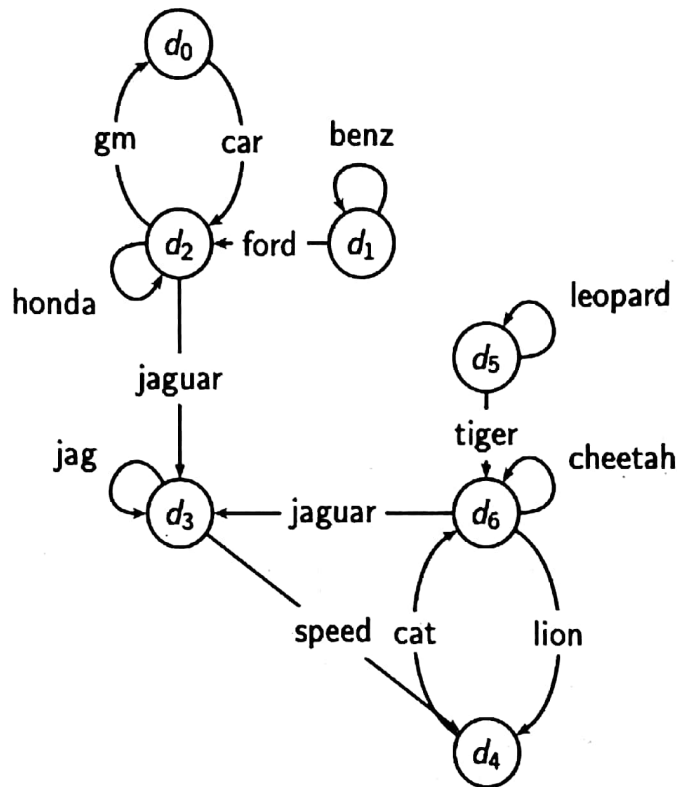 d₀
gm car
benz
d₂ ford d₁
honda
leopard
d₅
jaguar
tiger
jag cheetah
d₃ jaguar d₆
speed cat lion
d₄